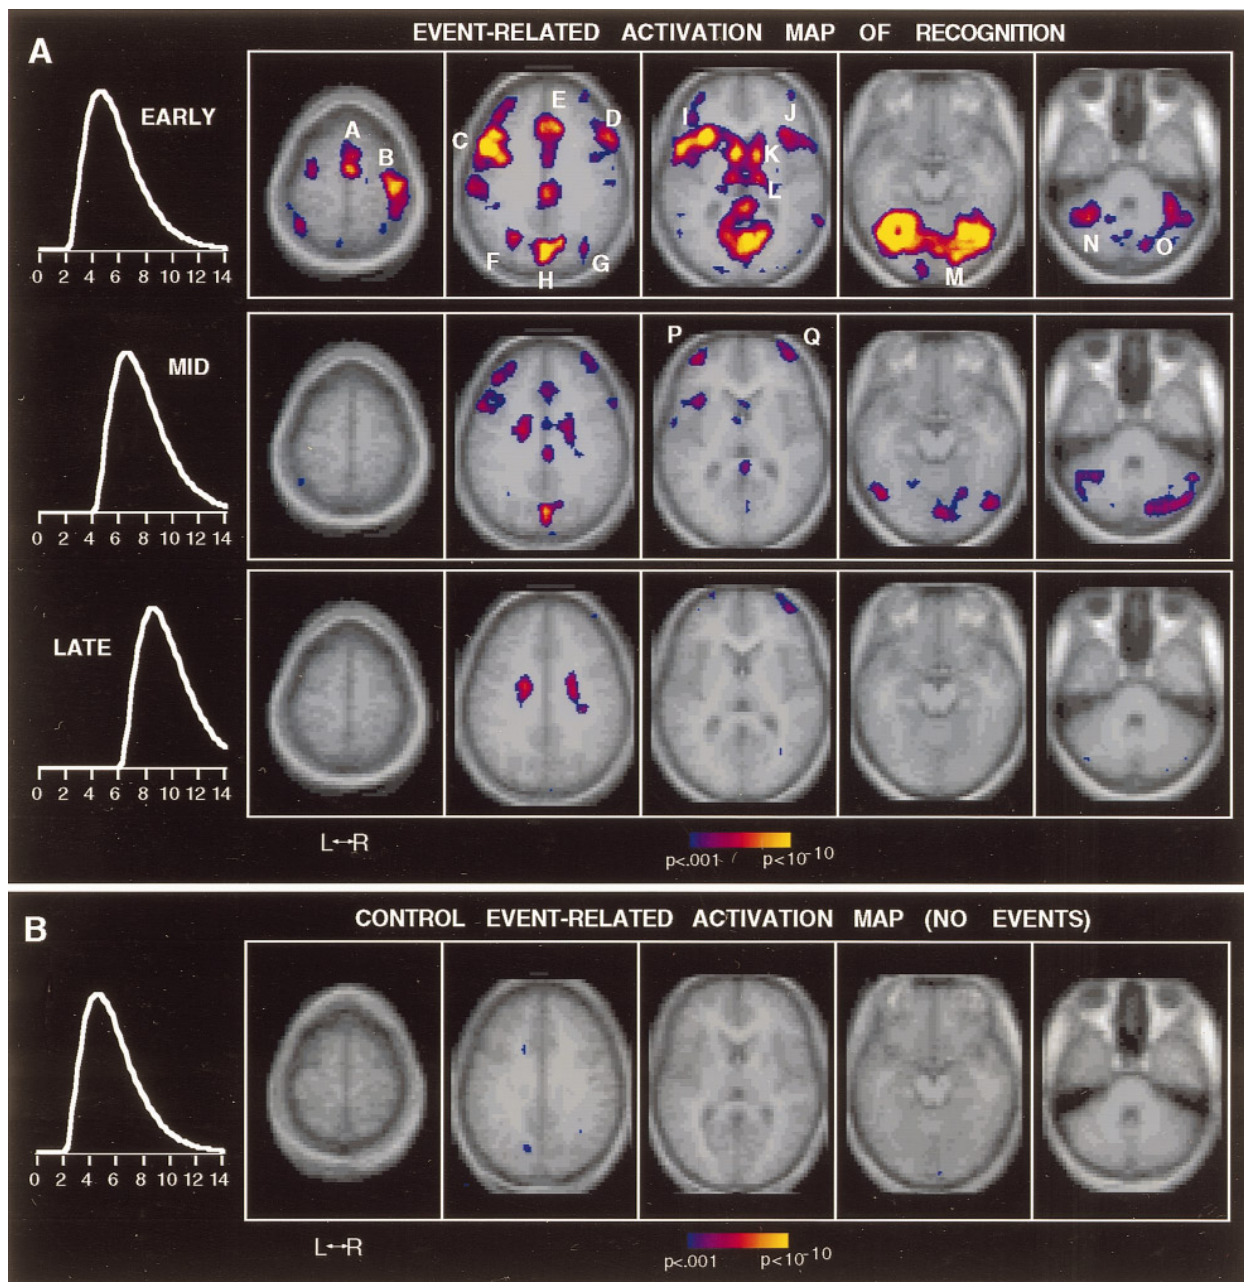 A
EVENT-RELATED ACTIVATION MAP OF RECOGNITION
EARLY
0 2 4 6 8 10 12 14
A
B
C
D
E
F
G
H
I
J
K
L
M
N
O
MID
0 2 4 6 8 10 12 14
P
Q
LATE
0 2 4 6 8 10 12 14
L↔R
p<.001 p<10-10
B
CONTROL EVENT-RELATED ACTIVATION MAP (NO EVENTS)
0 2 4 6 8 10 12 14
L↔R
p<.001 p<10-10